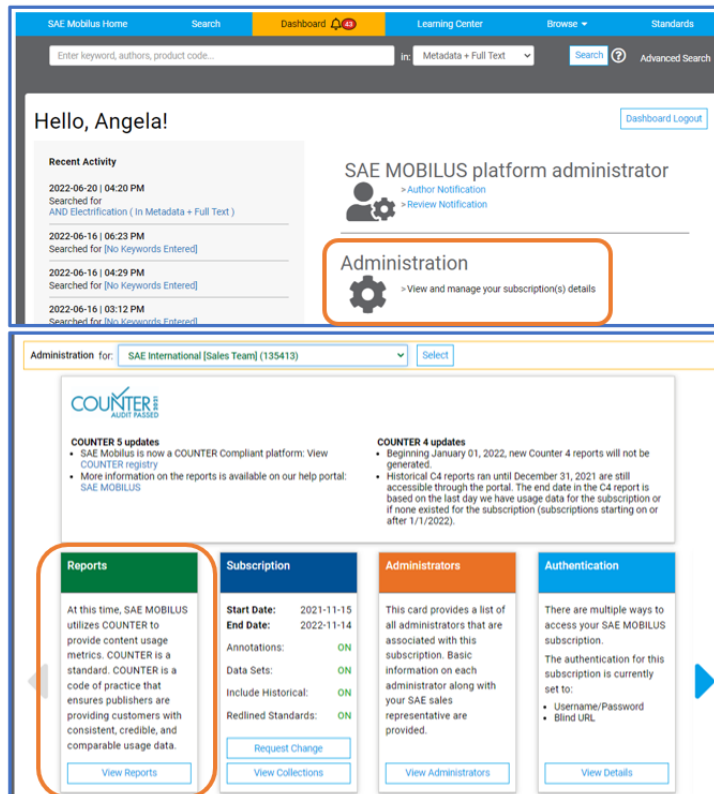 SAE Mobilus Home Search Dashboard 43 Learning Center Browse Standards
Enter keyword, authors, product code... in: Metadata + Full Text Search ? Advanced Search
Hello, Angela!
Dashboard Logout
Recent Activity
2022-06-20 | 04:20 PM
Searched for
AND Electrification ( In Metadata + Full Text )
2022-06-16 | 06:23 PM
Searched for [No Keywords Entered]
2022-06-16 | 04:29 PM
Searched for [No Keywords Entered]
2022-06-16 | 03:12 PM
Searched for [No Keywords Entered]
SAE MOBILUS platform administrator
> Author Notification
> Review Notification
Administration
> View and manage your subscription(s) details
Administration for: SAE International [Sales Team] (135413) Select
COUNTER 2021
AUDIT PASSED
COUNTER 5 updates
• SAE Mobilus is now a COUNTER Compliant platform: View
COUNTER registry
• More information on the reports is available on our help portal:
SAE MOBILUS
COUNTER 4 updates
• Beginning January 01, 2022, new Counter 4 reports will not be
generated.
• Historical C4 reports ran until December 31, 2021 are still
accessible through the portal. The end date in the C4 report is
based on the last day we have usage data for the subscription or
if none existed for the subscription (subscriptions starting on or
after 1/1/2022).
Reports
At this time, SAE MOBILUS
utilizes COUNTER to
provide content usage
metrics. COUNTER is a
standard. COUNTER is a
code of practice that
ensures publishers are
providing customers with
consistent, credible, and
comparable usage data.
View Reports
Subscription
Start Date: 2021-11-15
End Date: 2022-11-14
Annotations: ON
Data Sets: ON
Include Historical: ON
Redlined Standards: ON
Request Change
View Collections
Administrators
This card provides a list of
all administrators that are
associated with this
subscription. Basic
information on each
administrator along with
your SAE sales
representative are
provided.
View Administrators
Authentication
There are multiple ways to
access your SAE MOBILUS
subscription.
The authentication for this
subscription is currently
set to:
• Username/Password
• Blind URL
View Details